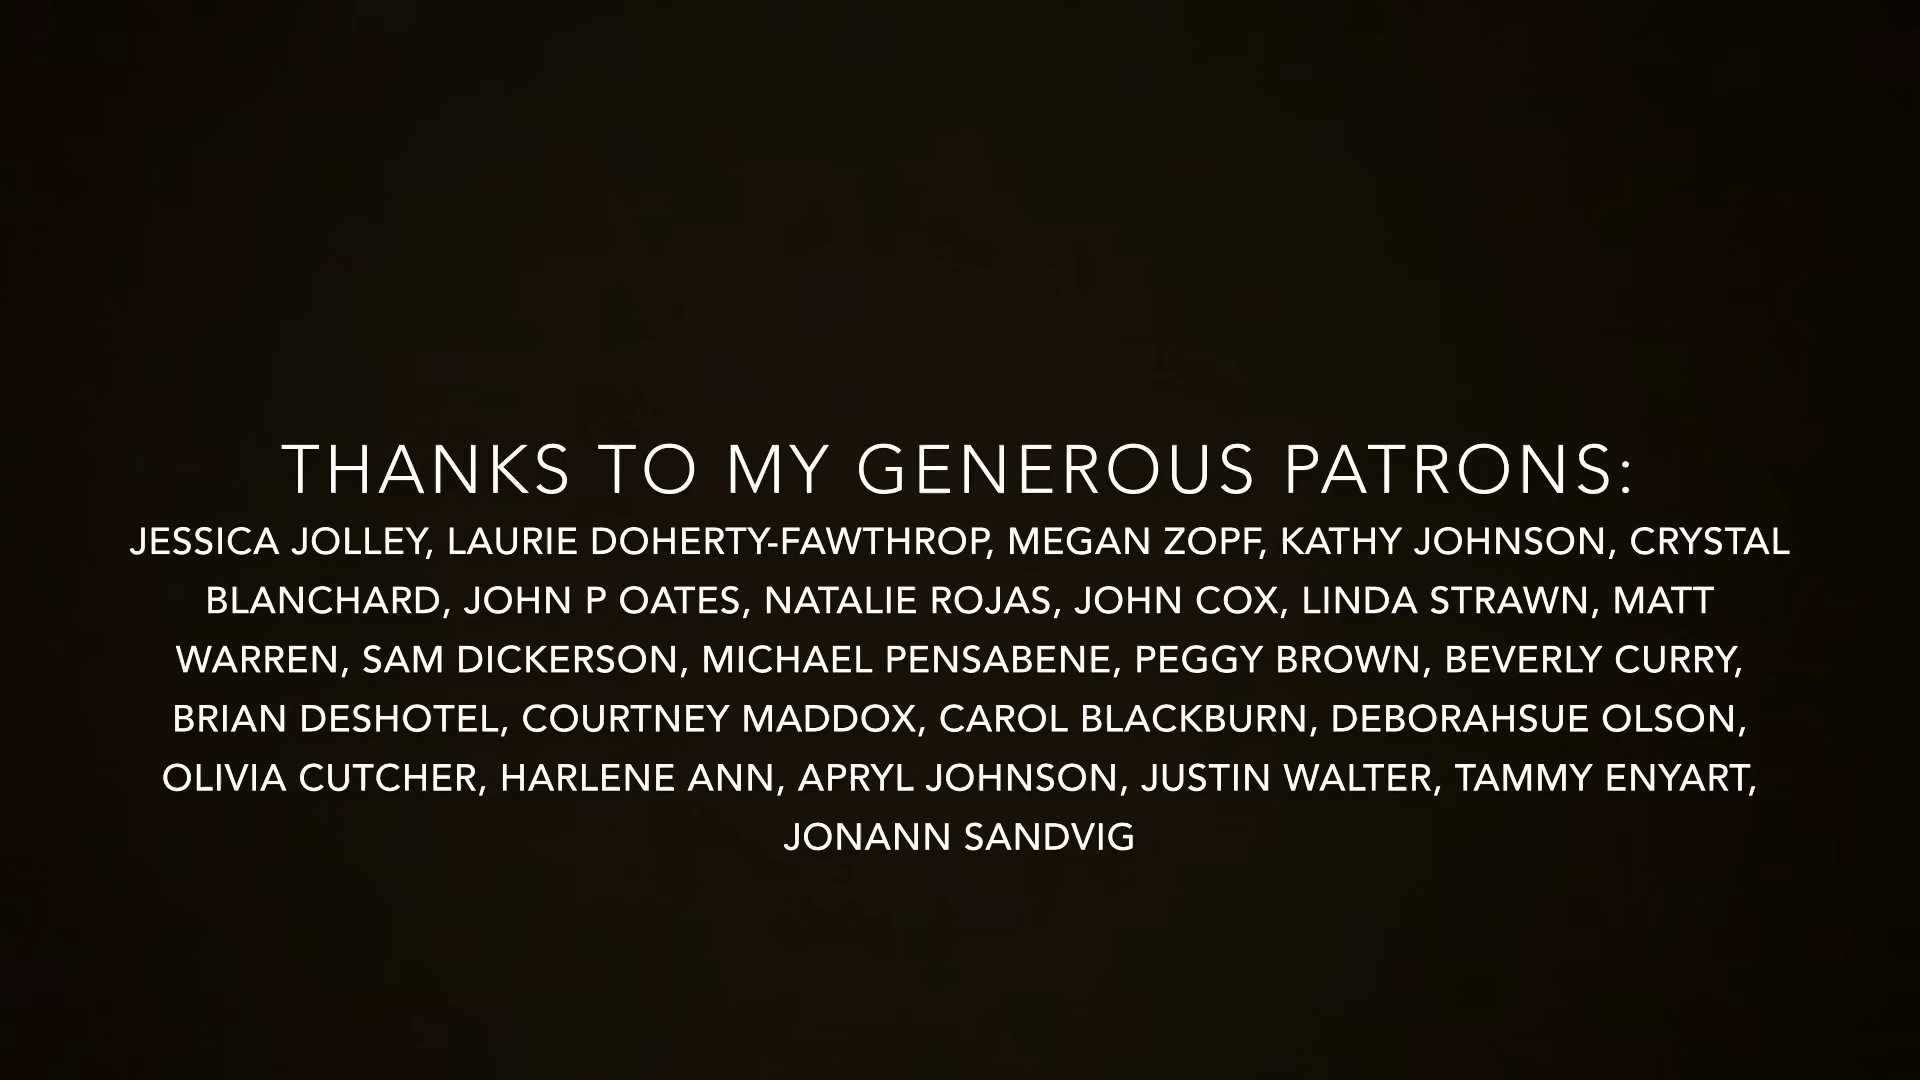 THANKS TO MY GENEROUS PATRONS:
JESSICA JOLLEY, LAURIE DOHERTY-FAWTHROP, MEGAN ZOPF, KATHY JOHNSON, CRYSTAL
BLANCHARD, JOHN P OATES, NATALIE ROJAS, JOHN COX, LINDA STRAWN, MATT
WARREN, SAM DICKERSON, MICHAEL PENSABENE, PEGGY BROWN, BEVERLY CURRY,
BRIAN DESHOTEL, COURTNEY MADDOX, CAROL BLACKBURN, DEBORAHSUE OLSON,
OLIVIA CUTCHER, HARLENE ANN, APRYL JOHNSON, JUSTIN WALTER, TAMMY ENYART,
JONANN SANDVIG